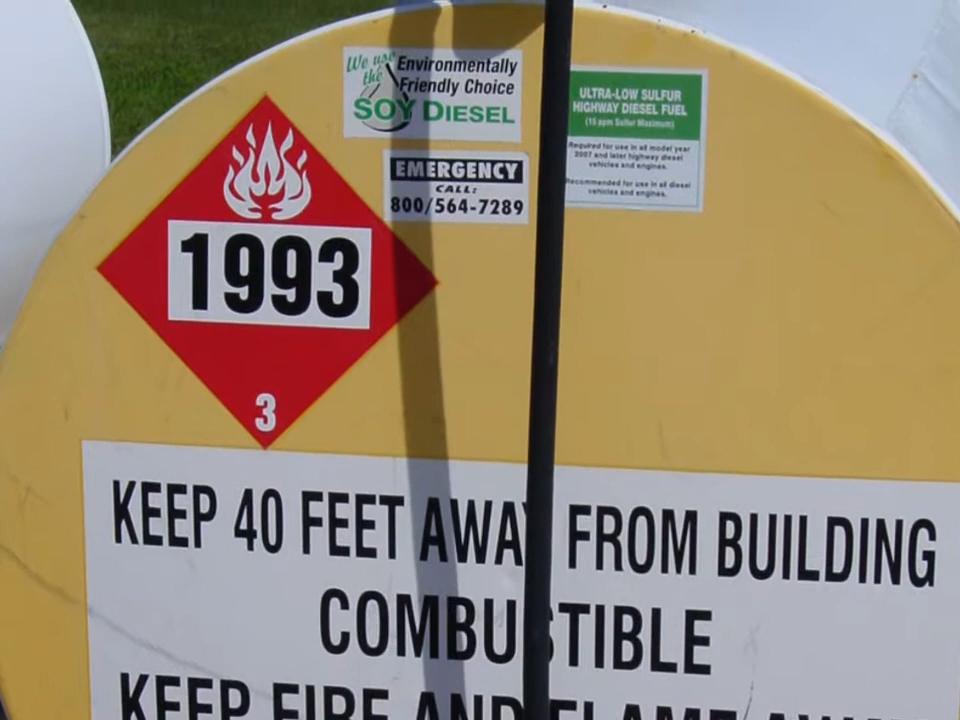 We use
the
Environmentally
Friendly Choice
SOY DIESEL
EMERGENCY
CALL:
800/564-7289
ULTRA-LOW SULFUR
HIGHWAY DIESEL FUEL
(15 ppm Sulfur Maximum)
Required for use in all model year
2007 and later highway diesel
vehicles and engines.
Recommended for use in all diesel
vehicles and engines.
1993
3
KEEP 40 FEET AWAY FROM BUILDING
COMBUSTIBLE
KEEP FIRE AND FLAME AWAY